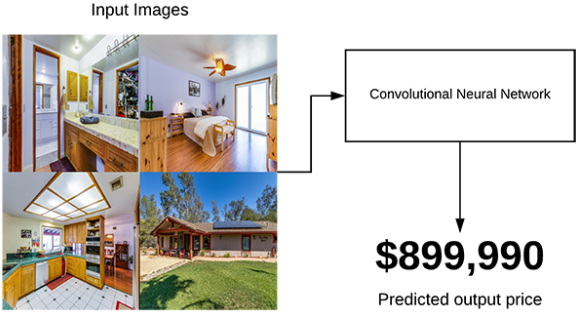 Input Images
Convolutional Neural Network
$899,990
Predicted output price